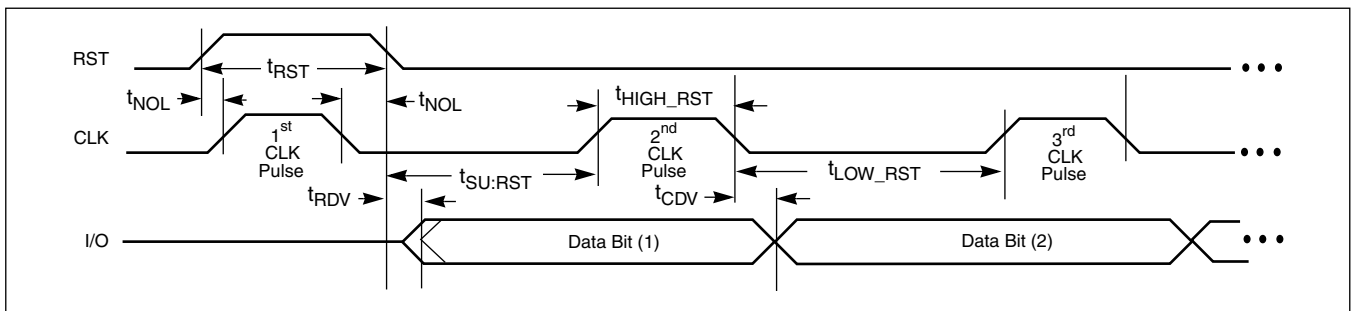 RST
tRST
tNOL
tNOL
tHIGH_RST
CLK
1st
CLK
Pulse
2nd
CLK
Pulse
3rd
CLK
Pulse
tSU:RST
tLOW_RST
tRDV
tCDV
I/O
Data Bit (1)
Data Bit (2)